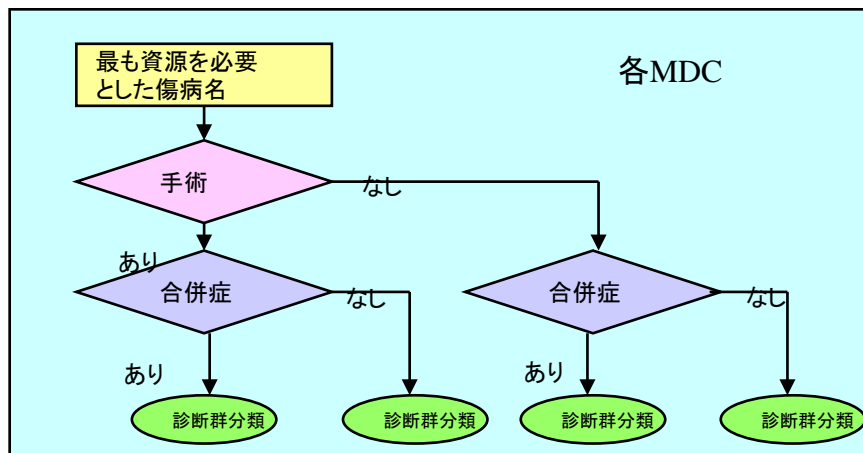 最も資源を必要
とした傷病名
各MDC
手術
なし
あり
合併症
なし
合併症
なし
あり
あり
診断群分類
診断群分類
診断群分類
診断群分類